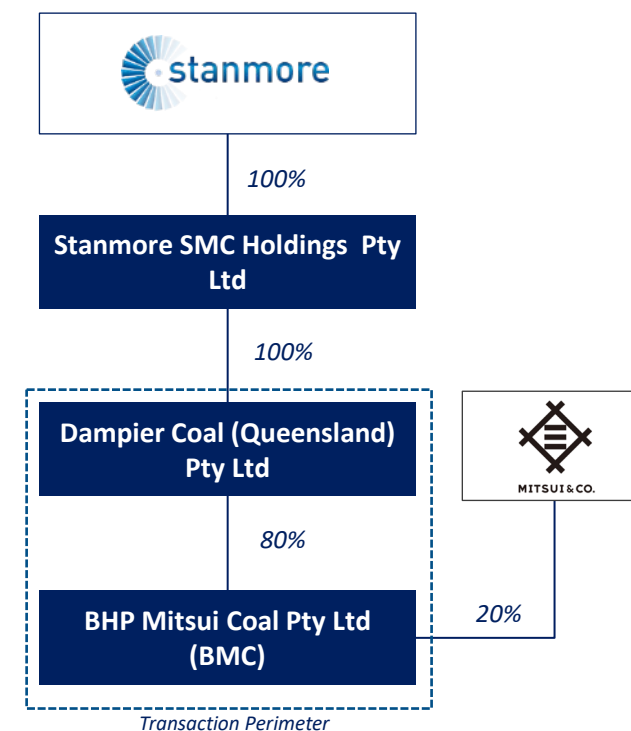 stanmore
100%
Stanmore SMC Holdings Pty
Ltd
100%
Dampier Coal (Queensland)
Pty Ltd
MITSUI & CO.
80%
BHP Mitsui Coal Pty Ltd
(BMC)
20%
Transaction Perimeter